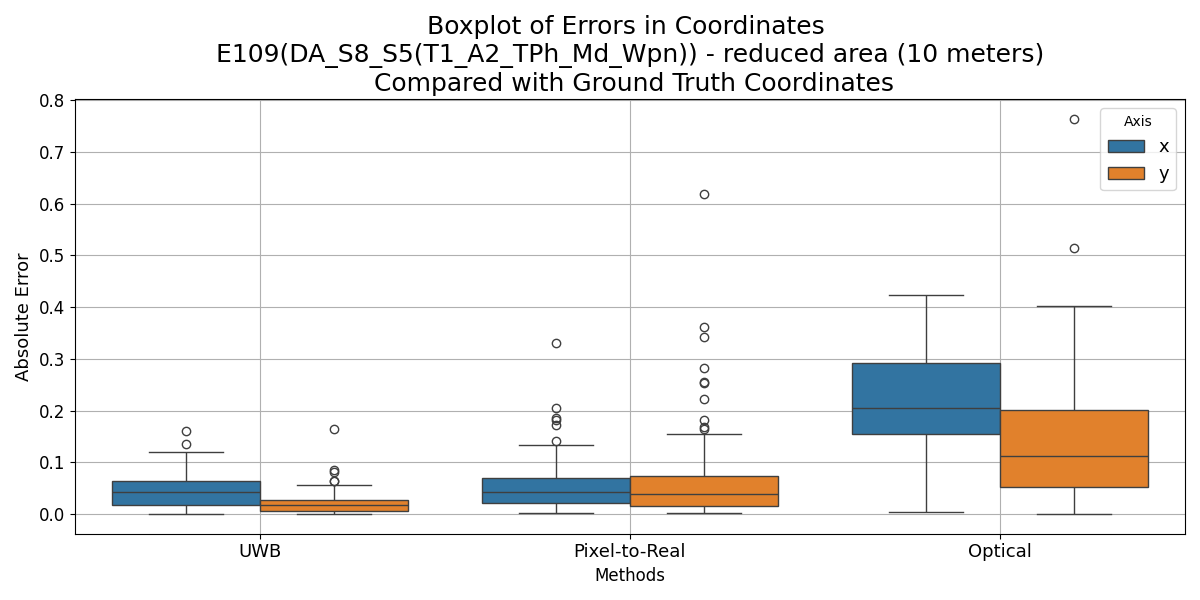 Boxplot of Errors in Coordinates
E109(DA_S8_S5(T1_A2_TPh_Md_Wpn)) - reduced area (10 meters)
Compared with Ground Truth Coordinates
Absolute Error
0.8
0.7
0.6
0.5
0.4
0.3
0.2
0.1
0.0
Axis
x
y
UWB
Pixel-to-Real
Optical
Methods